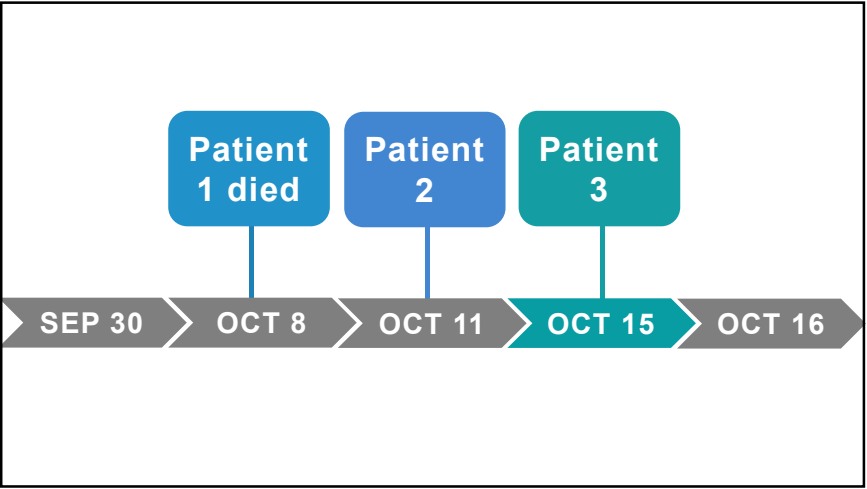 Patient
1 died
Patient
2
Patient
3
SEP 30
OCT 8
OCT 11
OCT 15
OCT 16